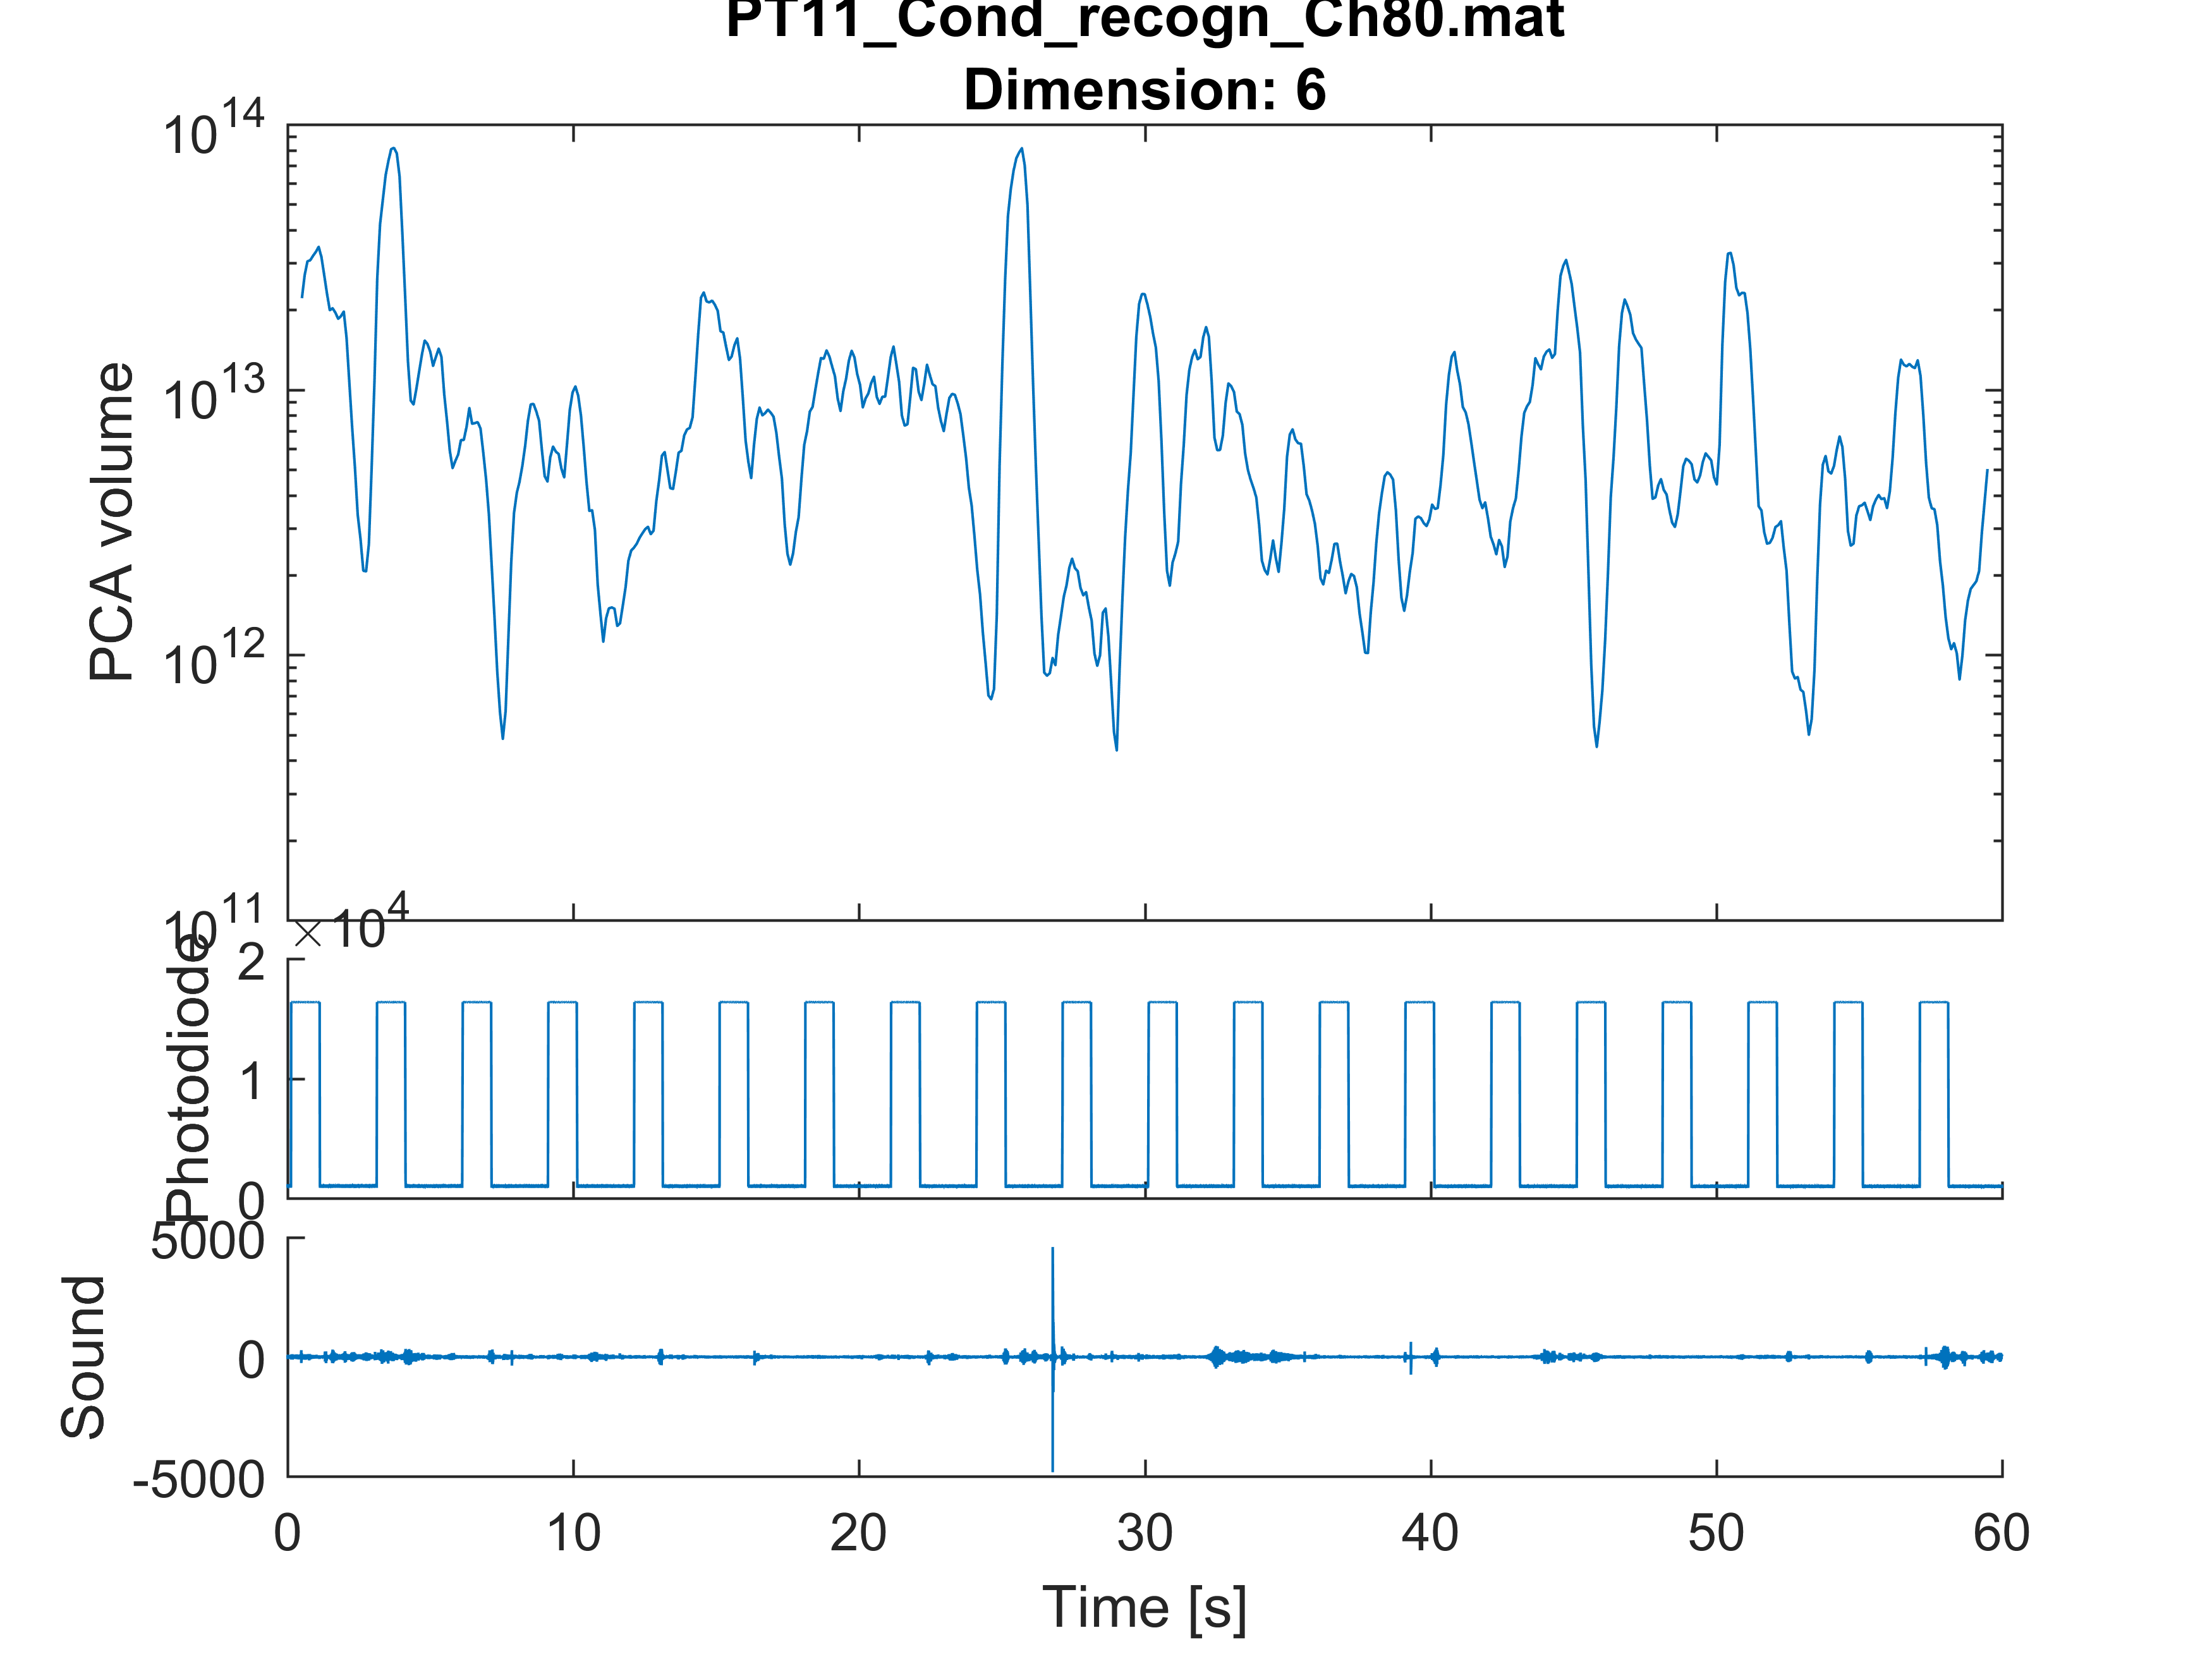 PT11_Cond_recogn_Ch80.mat
Dimension: 6
PCA volume
10^14
10^13
10^12
10^11
× 10^4
Photodiode
2
1
0
Sound
5000
0
-5000
0 10 20 30 40 50 60
Time [s]